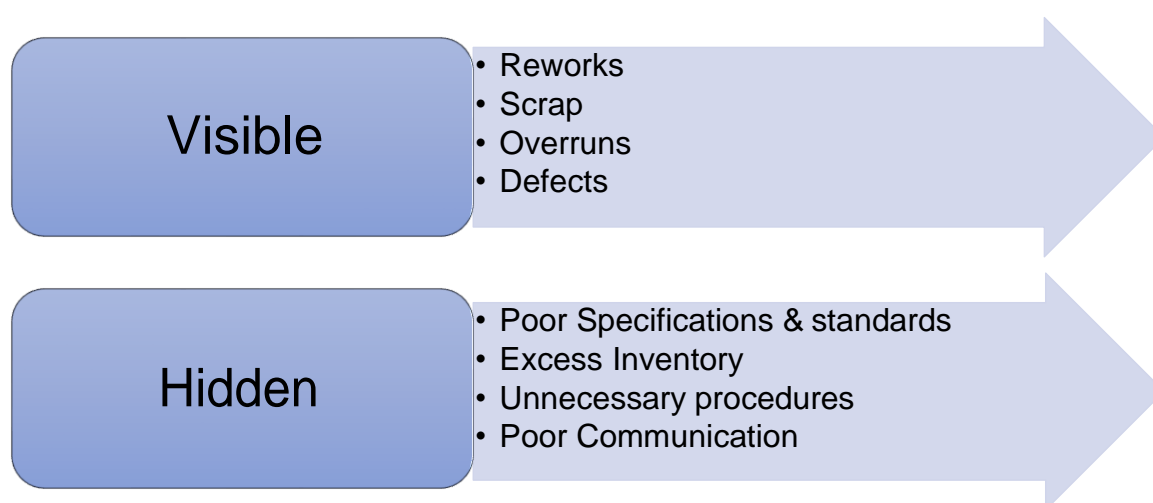 Visible
• Reworks
• Scrap
• Overruns
• Defects
Hidden
• Poor Specifications & standards
• Excess Inventory
• Unnecessary procedures
• Poor Communication